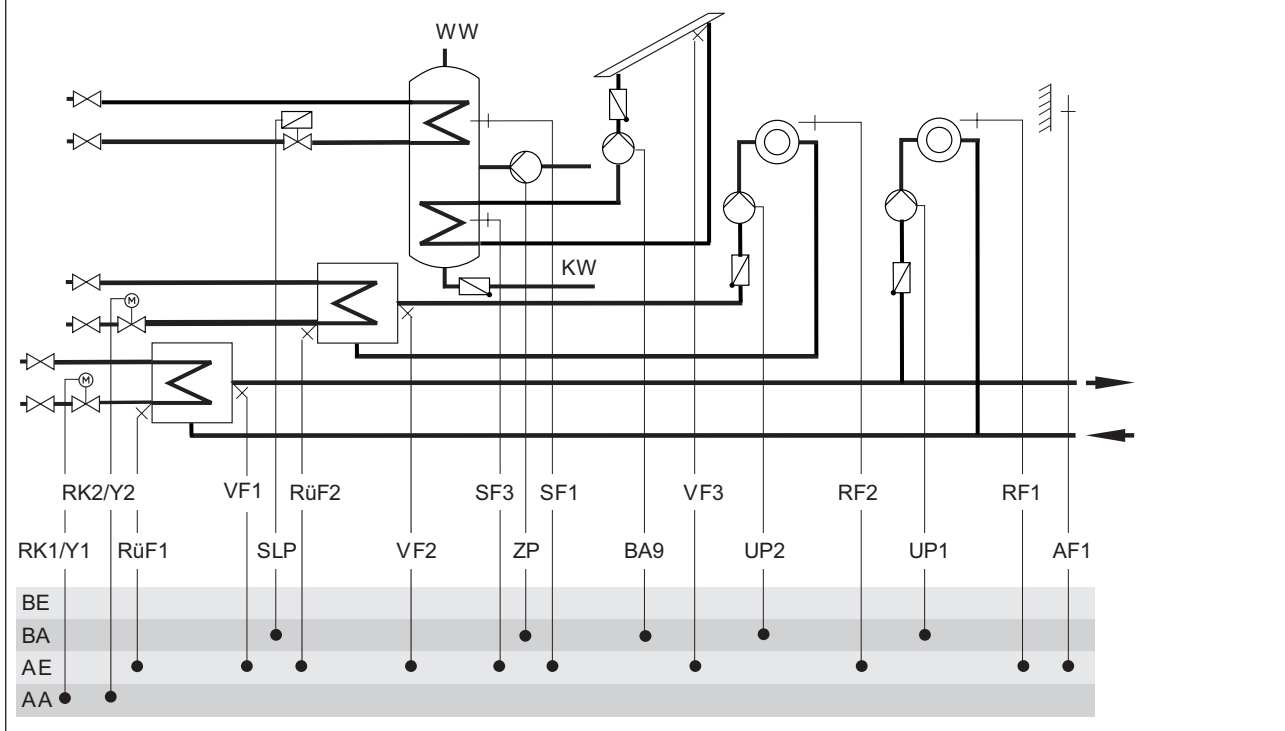 WW
KW
M
M
RK2/Y2 VF1 RüF2 SF3 SF1 VF3 RF2 RF1
RK1/Y1 RüF1 SLP VF2 ZP BA9 UP2 UP1 AF1
BE
BA
AE
AA